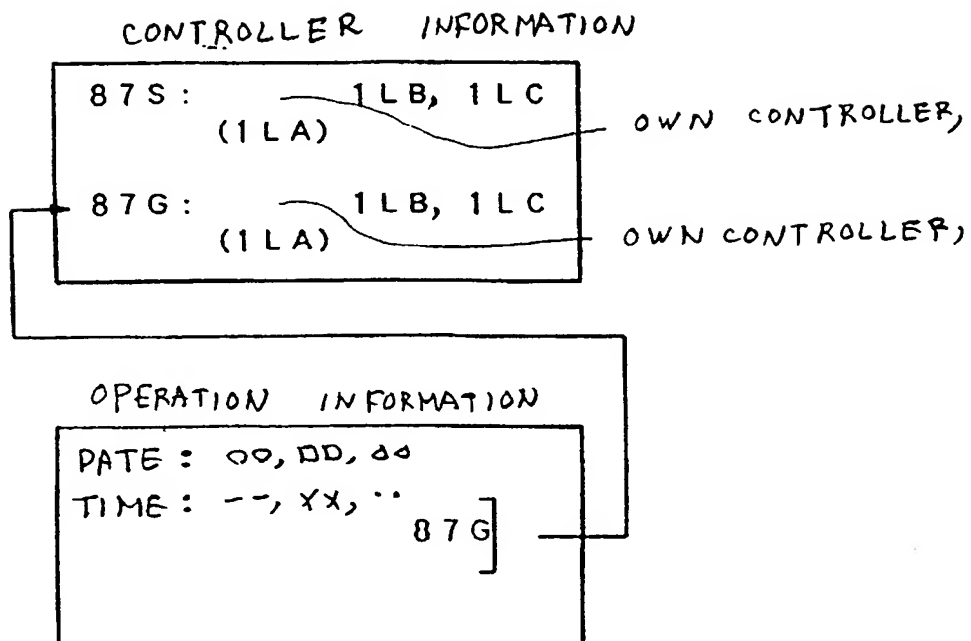 CONTROLLER INFORMATION
87S: 1LB, 1LC
(1LA)
OWN CONTROLLER,
87G: 1LB, 1LC
(1LA)
OWN CONTROLLER,
OPERATION INFORMATION
DATE: ○○, □□, △△
TIME: --, XX, ··
87G